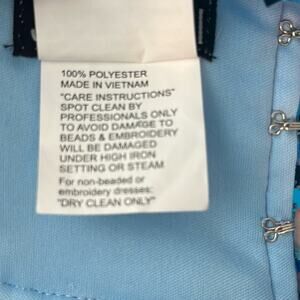 100% POLYESTER
MADE IN VIETNAM
"CARE INSTRUCTIONS"
SPOT CLEAN BY
PROFESSIONALS ONLY
TO AVOID DAMAGE TO
BEADS & EMBROIDERY
WILL BE DAMAGED
UNDER HIGH IRON
SETTING OR STEAM
For non-beaded or
embroidery dresses:
"DRY CLEAN ONLY"